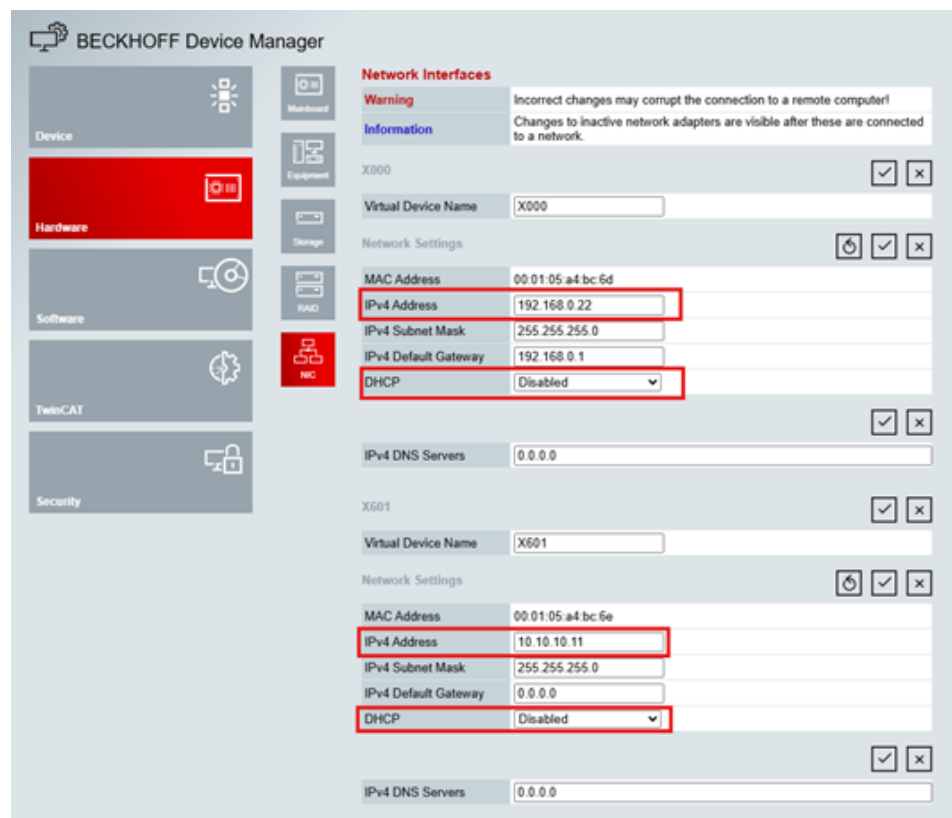 BECKHOFF Device Manager
Device
Hardware
Software
TwinCAT
Security
Mainboard
Equipment
Storage
RAID
NIC
Network Interfaces
Warning Incorrect changes may corrupt the connection to a remote computer!
Information Changes to inactive network adapters are visible after these are connected
to a network.
X000
Virtual Device Name X000
Network Settings
MAC Address 00:01:05:a4:bc:6d
IPv4 Address 192.168.0.22
IPv4 Subnet Mask 255.255.255.0
IPv4 Default Gateway 192.168.0.1
DHCP Disabled
IPv4 DNS Servers 0.0.0.0
X601
Virtual Device Name X601
Network Settings
MAC Address 00:01:05:a4:bc:6e
IPv4 Address 10.10.10.11
IPv4 Subnet Mask 255.255.255.0
IPv4 Default Gateway 0.0.0.0
DHCP Disabled
IPv4 DNS Servers 0.0.0.0